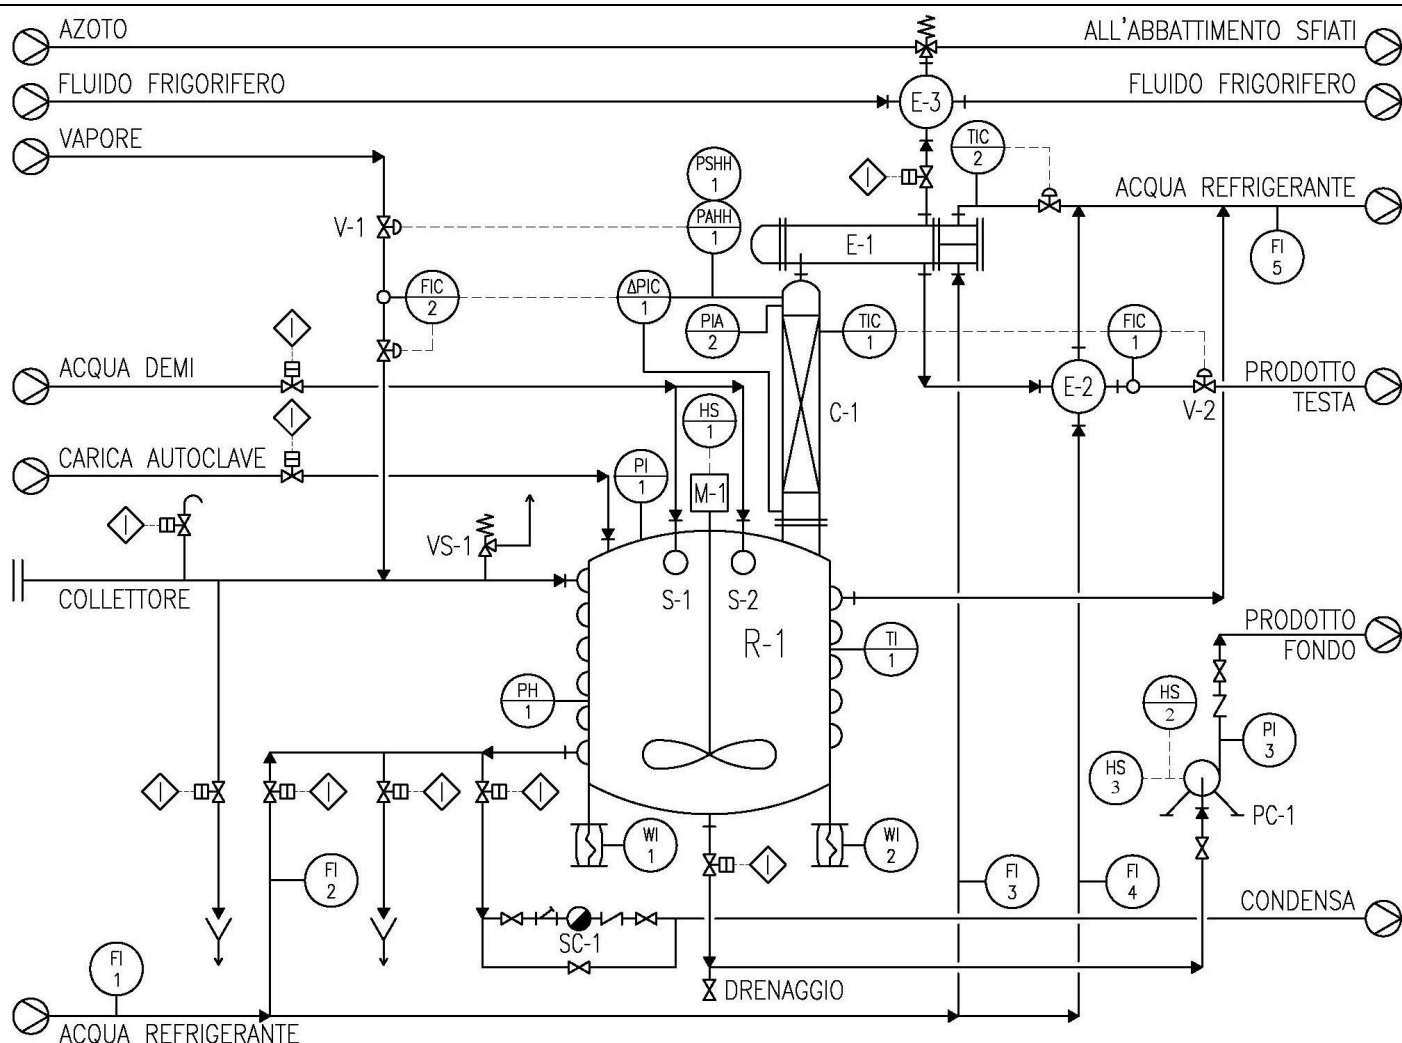 AZOTO
ALL'ABBATTIMENTO SFIATI
FLUIDO FRIGORIFERO
E-3
FLUIDO FRIGORIFERO
VAPORE
TIC
2
PSHH
1
ACQUA REFRIGERANTE
I
V-1
PAHH
1
E-1
FI
5
FIC
2
ΔPIC
1
PIA
2
TIC
1
FIC
1
I
ACQUA DEMI
E-2
PRODOTTO
TESTA
V-2
I
HS
1
C-1
CARICA AUTOCLAVE
PI
1
M-1
I
VS-1
COLLETTORE
S-1
S-2
R-1
TI
1
PRODOTTO
FONDO
PH
1
HS
2
PI
3
HS
3
I
I
I
I
PC-1
WI
1
WI
2
I
FI
2
FI
3
FI
4
CONDENSA
SC-1
FI
1
DRENAGGIO
ACQUA REFRIGERANTE